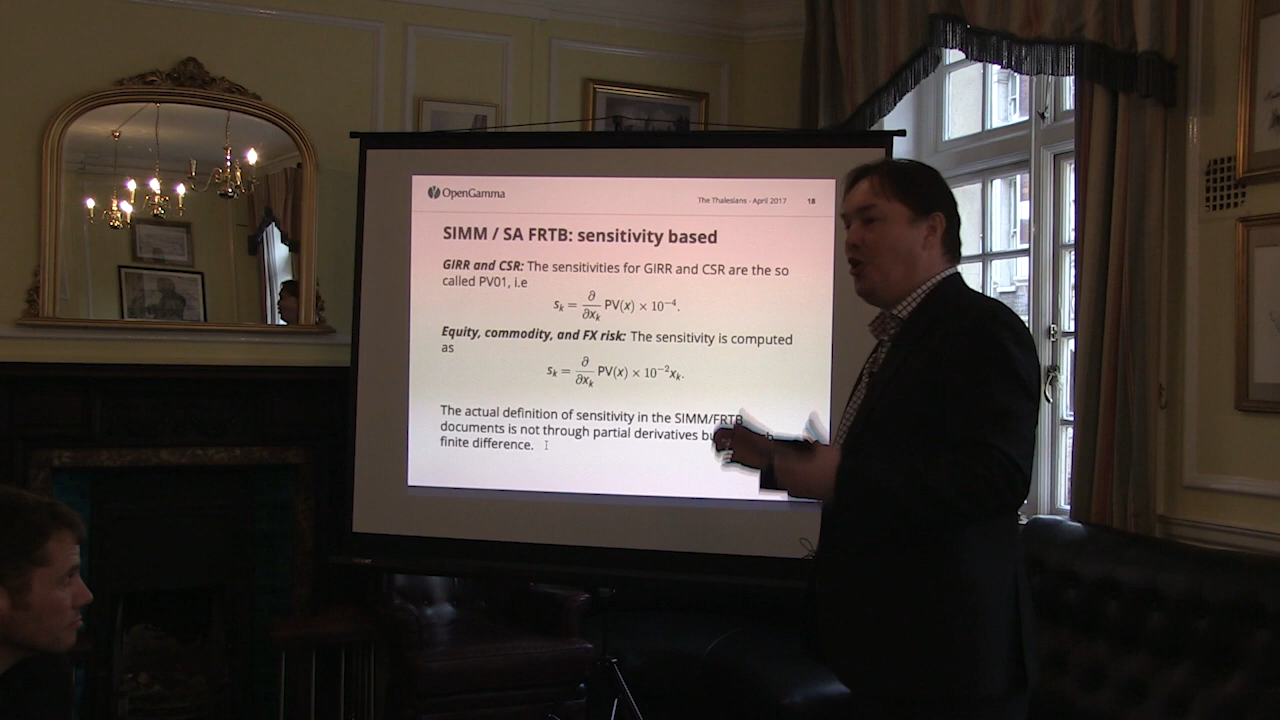 OpenGamma
The Thalesians - April 2017 18
SIMM / SA FRTB: sensitivity based
GIRR and CSR: The sensitivities for GIRR and CSR are the so
called PV01, i.e
s_k = ∂/∂x_k PV(x) × 10^−4.
Equity, commodity, and FX risk: The sensitivity is computed
as
s_k = ∂/∂x_k PV(x) × 10^−2 x_k.
The actual definition of sensitivity in the SIMM/FRTB
documents is not through partial derivatives
finite difference.